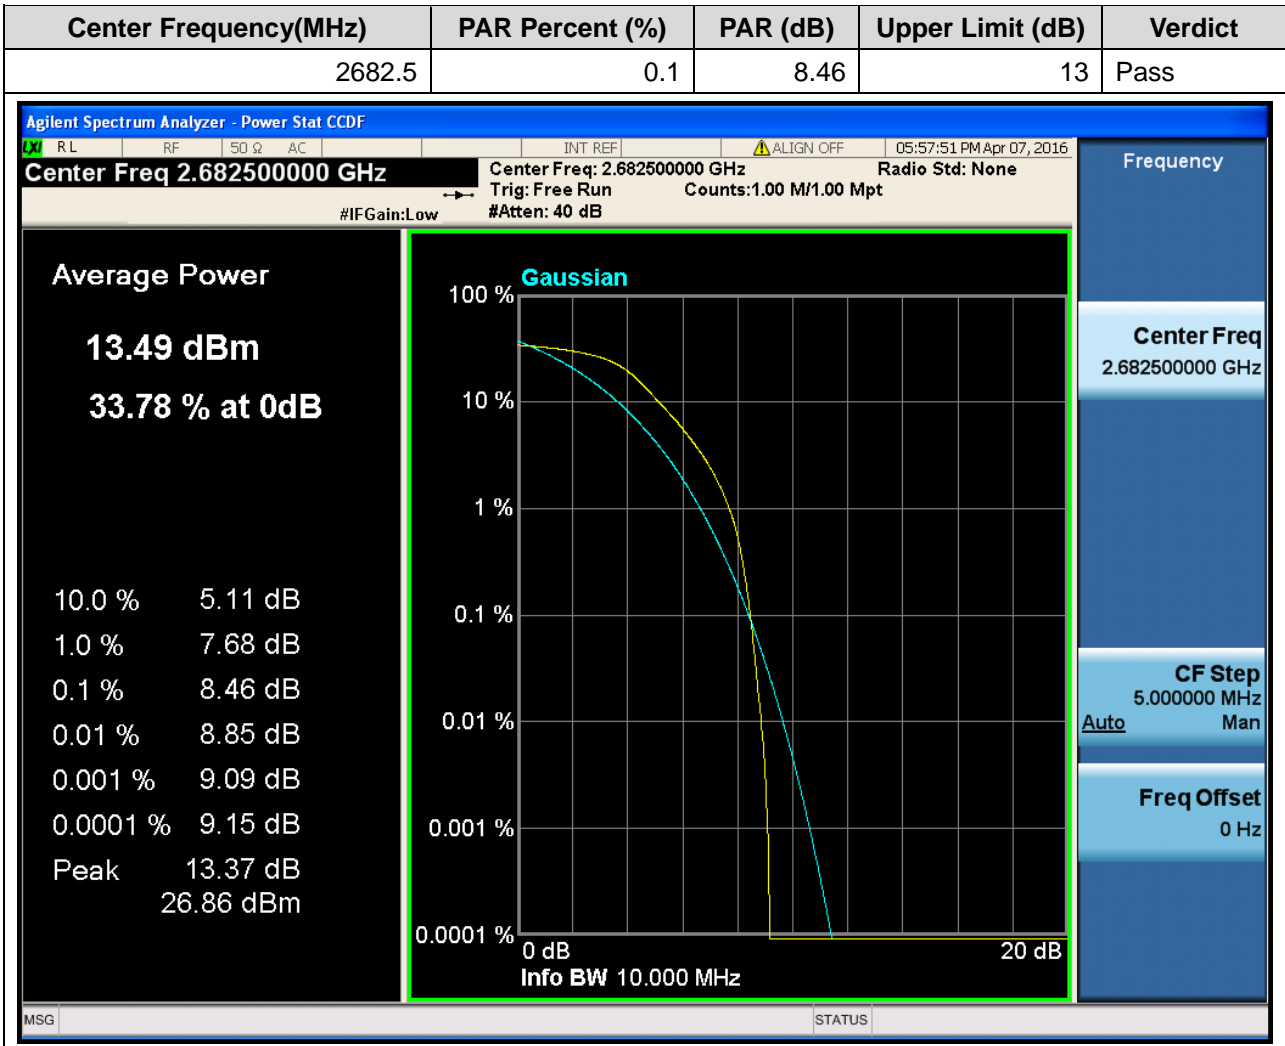 Center Frequency(MHz) PAR Percent (%) PAR (dB) Upper Limit (dB) Verdict
2682.5 0.1 8.46 13 Pass
Agilent Spectrum Analyzer - Power Stat CCDF
LXI RL RF 50 Ω AC INT REF ALIGN OFF 05:57:51 PM Apr 07, 2016
Center Freq 2.682500000 GHz
#IFGain:Low
Center Freq: 2.682500000 GHz Radio Std: None
Trig: Free Run Counts:1.00 M/1.00 Mpt
#Atten: 40 dB
Average Power
13.49 dBm
33.78 % at 0dB
10.0 % 5.11 dB
1.0 % 7.68 dB
0.1 % 8.46 dB
0.01 % 8.85 dB
0.001 % 9.09 dB
0.0001 % 9.15 dB
Peak 13.37 dB
26.86 dBm
Gaussian
100 %
10 %
1 %
0.1 %
0.01 %
0.001 %
0.0001 %
0 dB 20 dB
Info BW 10.000 MHz
Frequency
Center Freq
2.682500000 GHz
CF Step
5.000000 MHz
Auto Man
Freq Offset
0 Hz
MSG STATUS